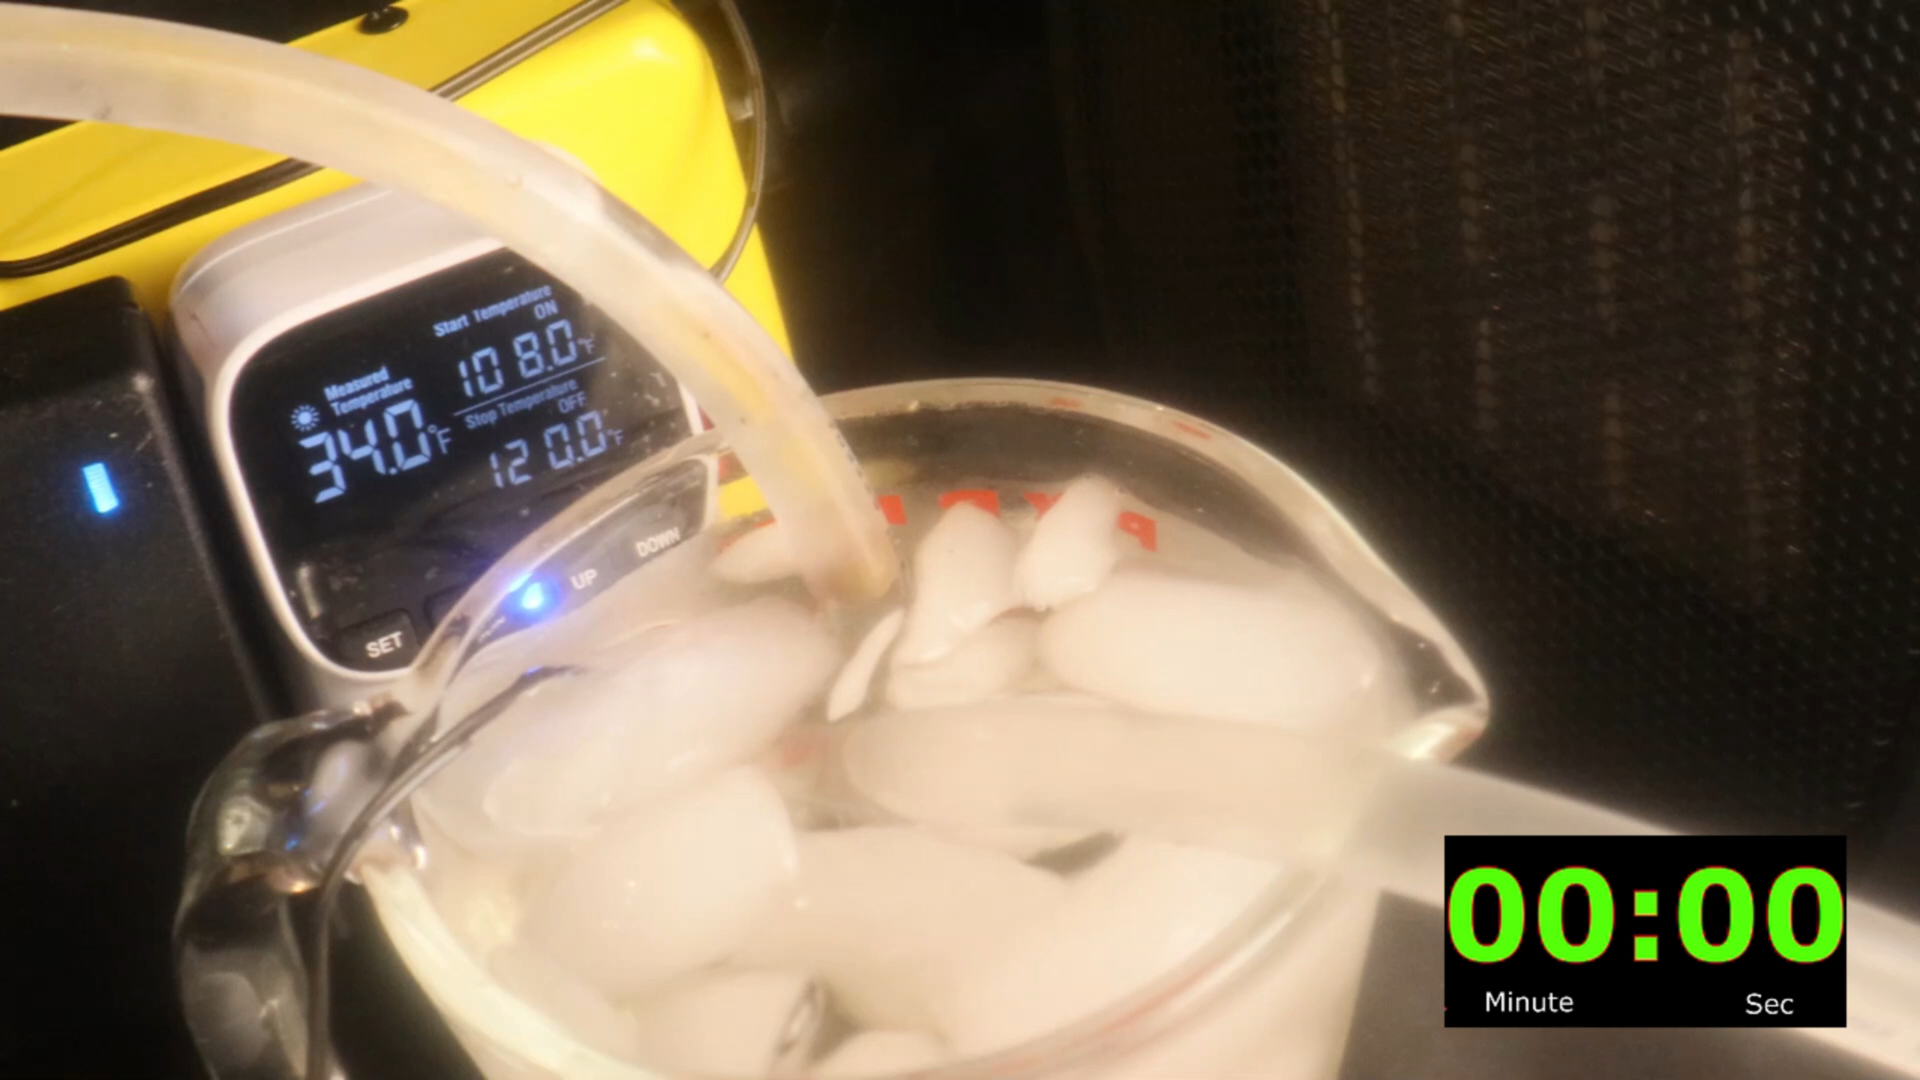 Start Temperature
ON
108.0°F
Measured
Temperature
34.0°F
Stop Temperature
OFF
120.0°F
DOWN
UP
SET
00:00
Minute Sec